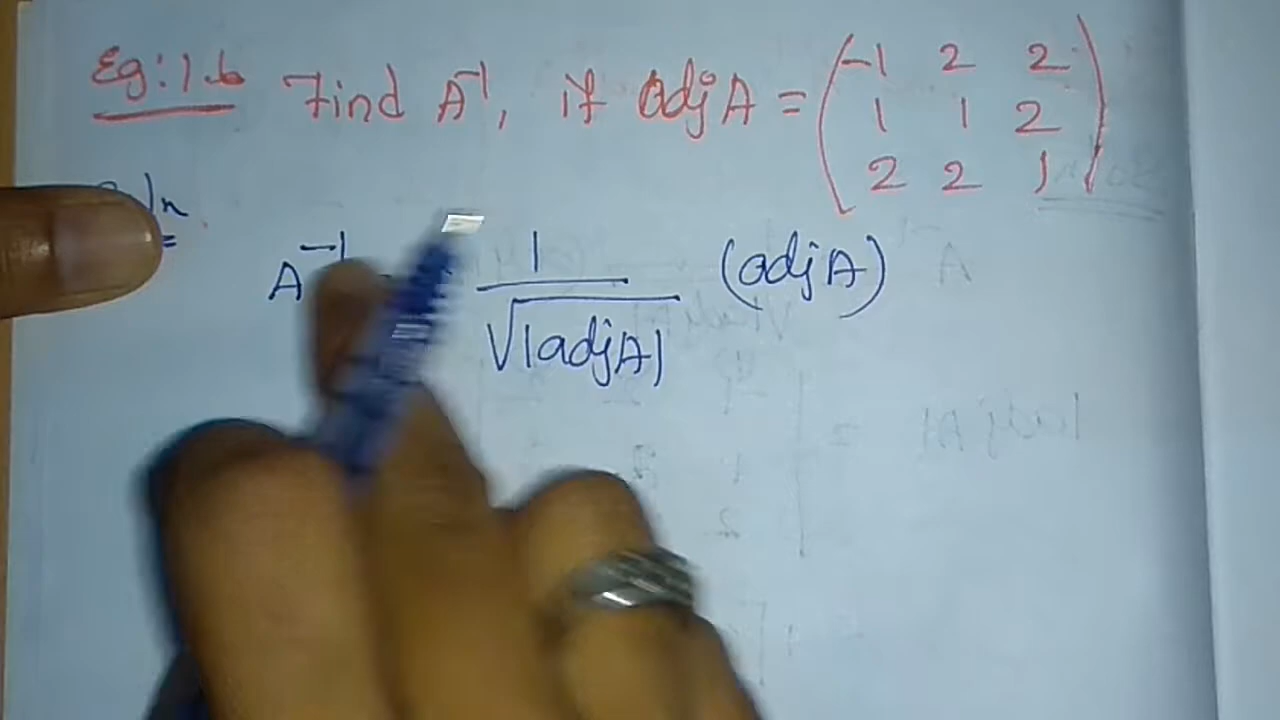 Eg: 1.6 Find A⁻¹, if adj A = (-1 2 2
1 1 2
2 2 1)
A⁻¹ 1/√|adj A| (adj A)